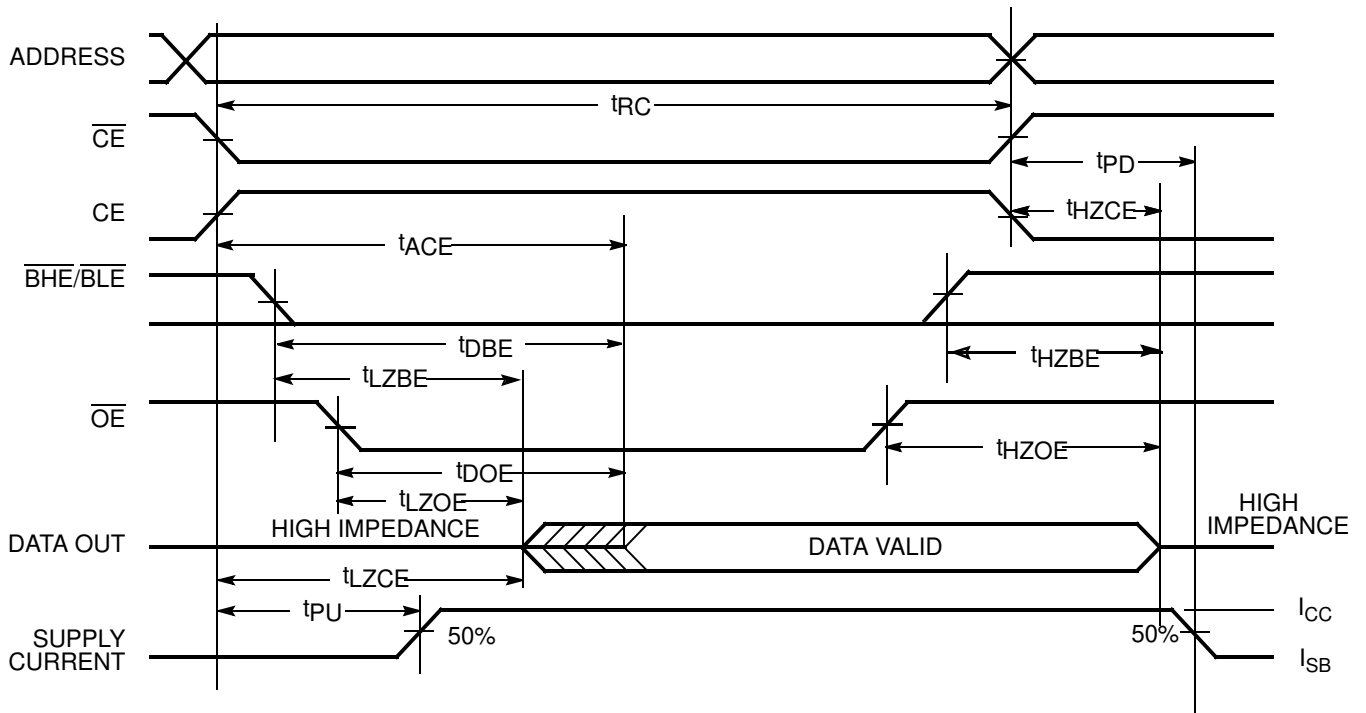 ADDRESS
tRC
CE
tPD
CE
tHZCE
tACE
BHE/BLE
tDBE
tHZBE
tLZBE
OE
tHZOE
tDOE
tLZOE
HIGH IMPEDANCE
HIGH
IMPEDANCE
DATA OUT
DATA VALID
tLZCE
tPU
ICC
50%
50%
SUPPLY
CURRENT
ISB